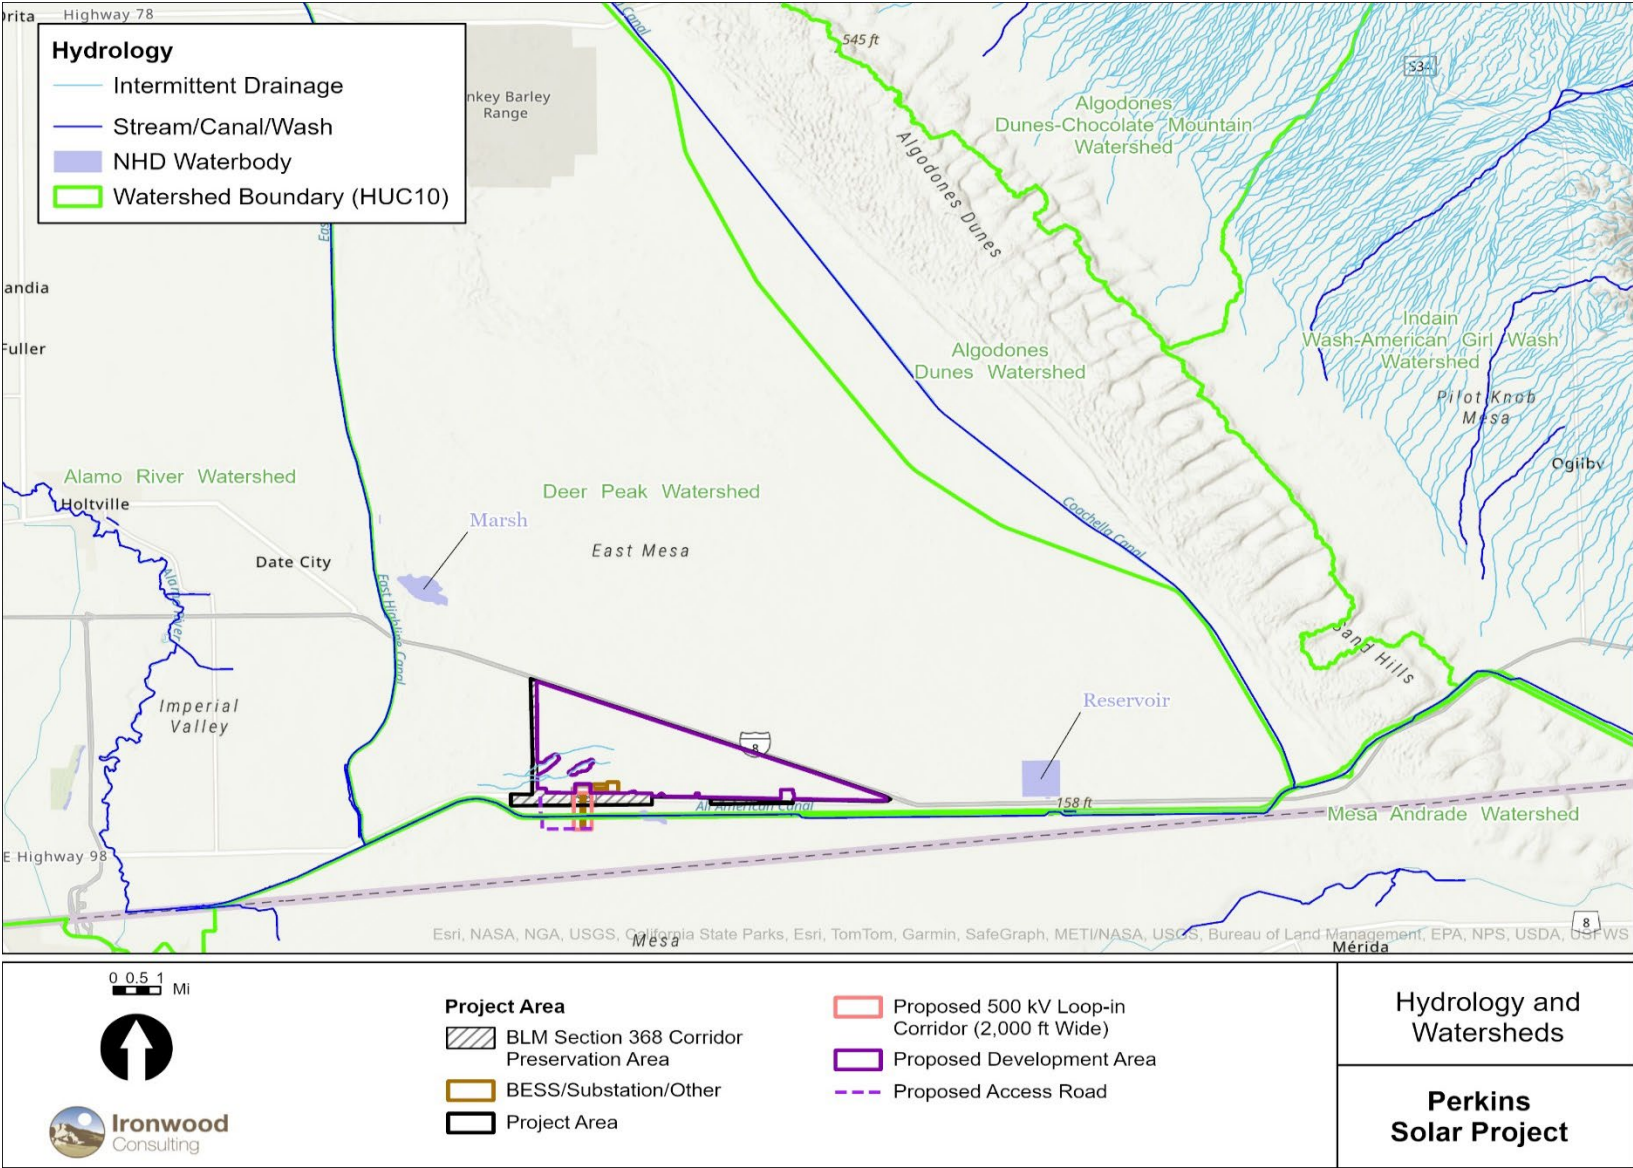 Orita
Highway 78
Hydrology
Intermittent Drainage
Stream/Canal/Wash
NHD Waterbody
Watershed Boundary (HUC10)
nkey Barley
Range
Canal
545 ft
S34
Algodones
Dunes-Chocolate Mountain
Watershed
Algodones Dunes
Eas
andia
Fuller
Algodones
Dunes Watershed
Indain
Wash-American Girl Wash
Watershed
Pilot Knob
Mesa
Ogilby
Alamo River Watershed
Holtville
Deer Peak Watershed
Marsh
East Mesa
Date City
Coachella Canal
Alamo River
East Highline Canal
Sand Hills
Imperial
Valley
Reservoir
8
All American Canal
158 ft
Mesa Andrade Watershed
E Highway 98
8
Mesa
Esri, NASA, NGA, USGS, California State Parks, Esri, TomTom, Garmin, SafeGraph, METI/NASA, USGS, Bureau of Land Management, EPA, NPS, USDA, USFWS
Mérida
0 0.5 1
Mi
Ironwood
Consulting
Project Area
BLM Section 368 Corridor
Preservation Area
BESS/Substation/Other
Project Area
Proposed 500 kV Loop-in
Corridor (2,000 ft Wide)
Proposed Development Area
Proposed Access Road
Hydrology and
Watersheds
Perkins
Solar Project